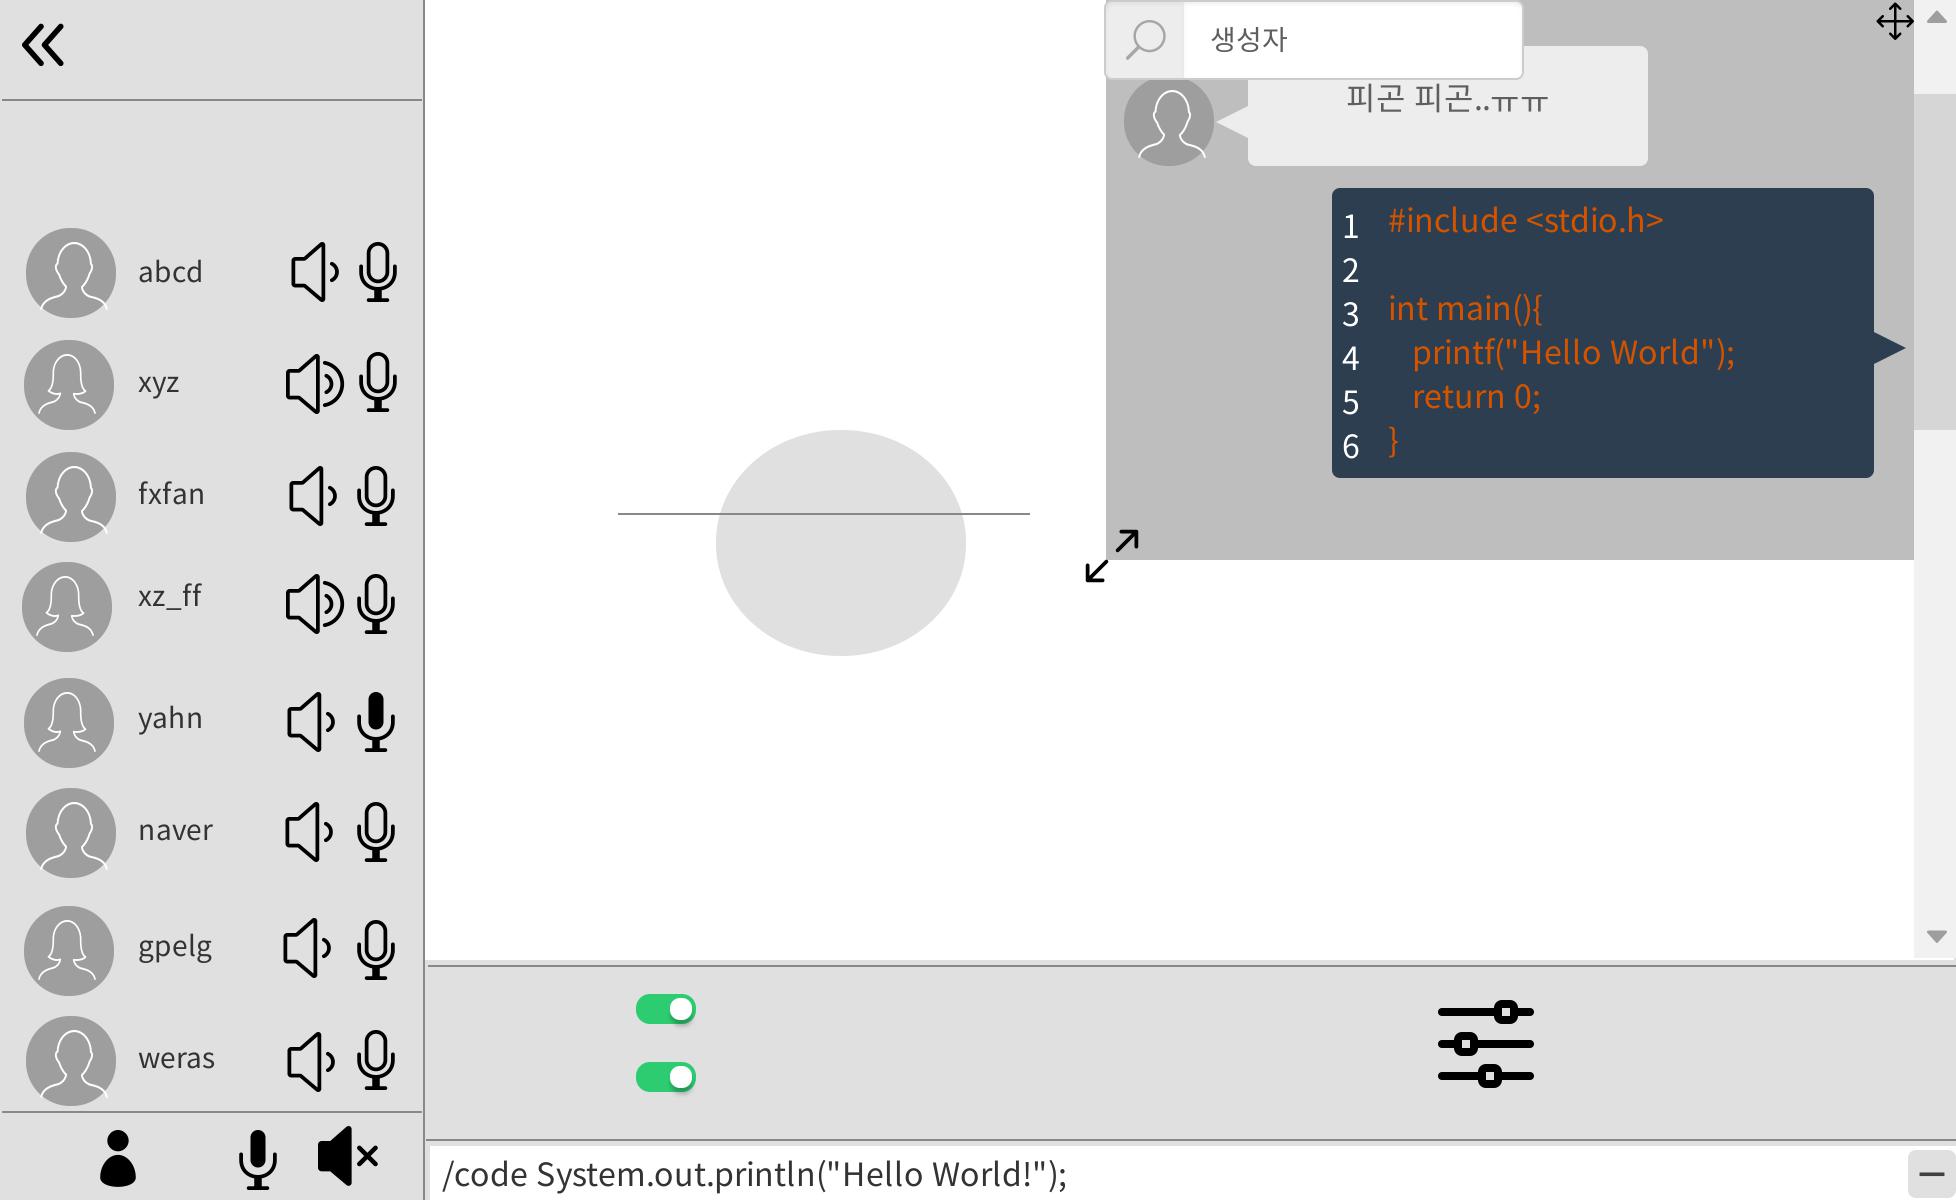 abcd
xyz
fxfan
xz_ff
yahn
naver
gpelg
weras
생성자
피곤 피곤..ㅠㅠ
1 #include <stdio.h>
2
3 int main(){
4 printf("Hello World");
5 return 0;
6 }
/code System.out.println("Hello World!");